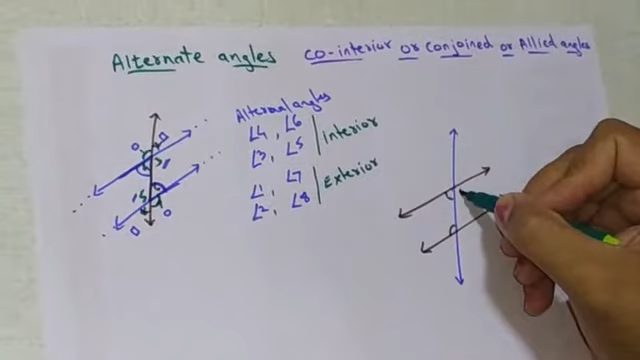 Alternate angles
co-interior or Conjoined or Allied angles
Alternal angles
∠4, ∠6
∠3, ∠5
Interior
∠1, ∠7
∠2, ∠8
Exterior